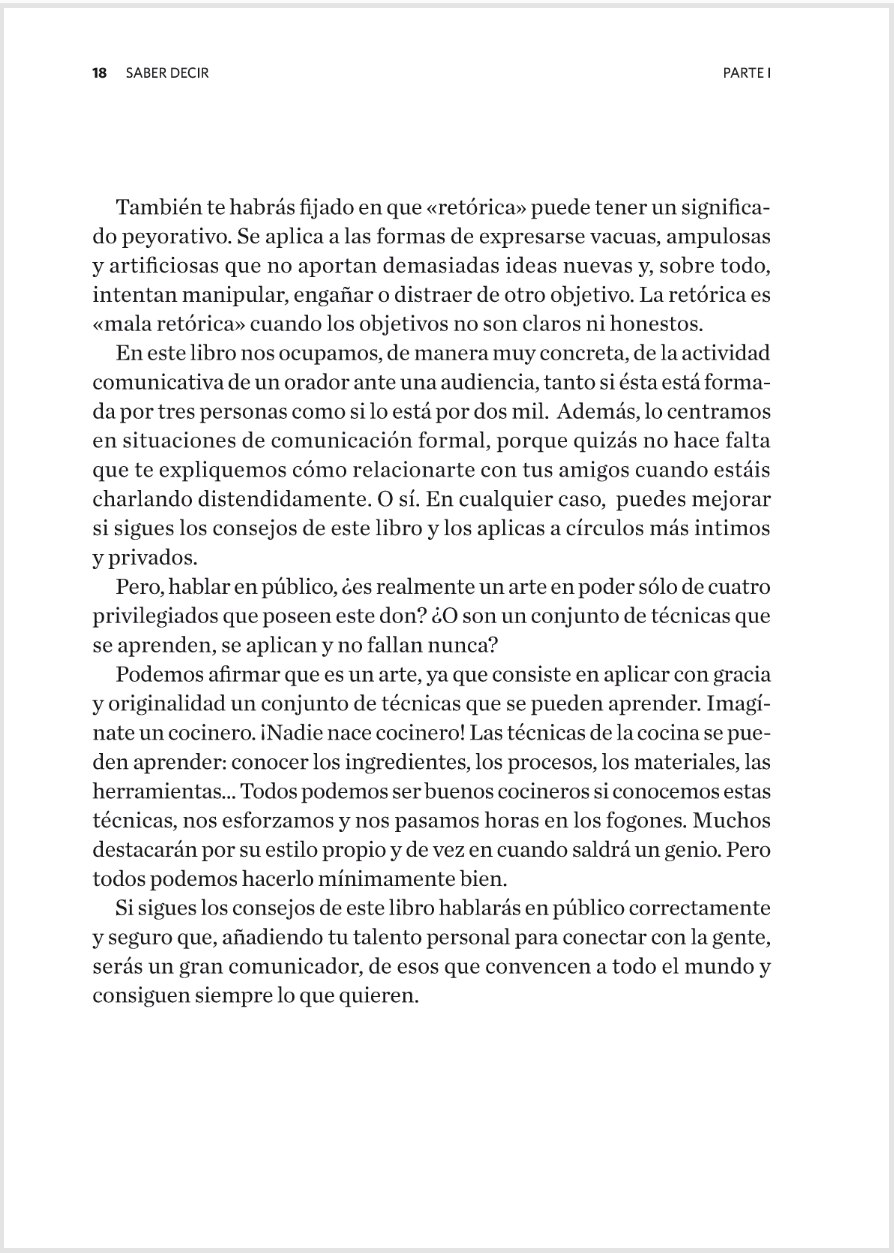 18 SABER DECIR PARTE I
También te habrás fijado en que «retórica» puede tener un significa-
do peyorativo. Se aplica a las formas de expresarse vacuas, ampulosas
y artificiosas que no aportan demasiadas ideas nuevas y, sobre todo,
intentan manipular, engañar o distraer de otro objetivo. La retórica es
«mala retórica» cuando los objetivos no son claros ni honestos.
En este libro nos ocupamos, de manera muy concreta, de la actividad
comunicativa de un orador ante una audiencia, tanto si ésta está forma-
da por tres personas como si lo está por dos mil. Además, lo centramos
en situaciones de comunicación formal, porque quizás no hace falta
que te expliquemos cómo relacionarte con tus amigos cuando estáis
charlando distendidamente. O sí. En cualquier caso, puedes mejorar
si sigues los consejos de este libro y los aplicas a círculos más intimos
y privados.
Pero, hablar en público, ¿es realmente un arte en poder sólo de cuatro
privilegiados que poseen este don? ¿O son un conjunto de técnicas que
se aprenden, se aplican y no fallan nunca?
Podemos afirmar que es un arte, ya que consiste en aplicar con gracia
y originalidad un conjunto de técnicas que se pueden aprender. Imagí-
nate un cocinero. ¡Nadie nace cocinero! Las técnicas de la cocina se pue-
den aprender: conocer los ingredientes, los procesos, los materiales, las
herramientas... Todos podemos ser buenos cocineros si conocemos estas
técnicas, nos esforzamos y nos pasamos horas en los fogones. Muchos
destacarán por su estilo propio y de vez en cuando saldrá un genio. Pero
todos podemos hacerlo mínimamente bien.
Si sigues los consejos de este libro hablarás en público correctamente
y seguro que, añadiendo tu talento personal para conectar con la gente,
serás un gran comunicador, de esos que convencen a todo el mundo y
consiguen siempre lo que quieren.